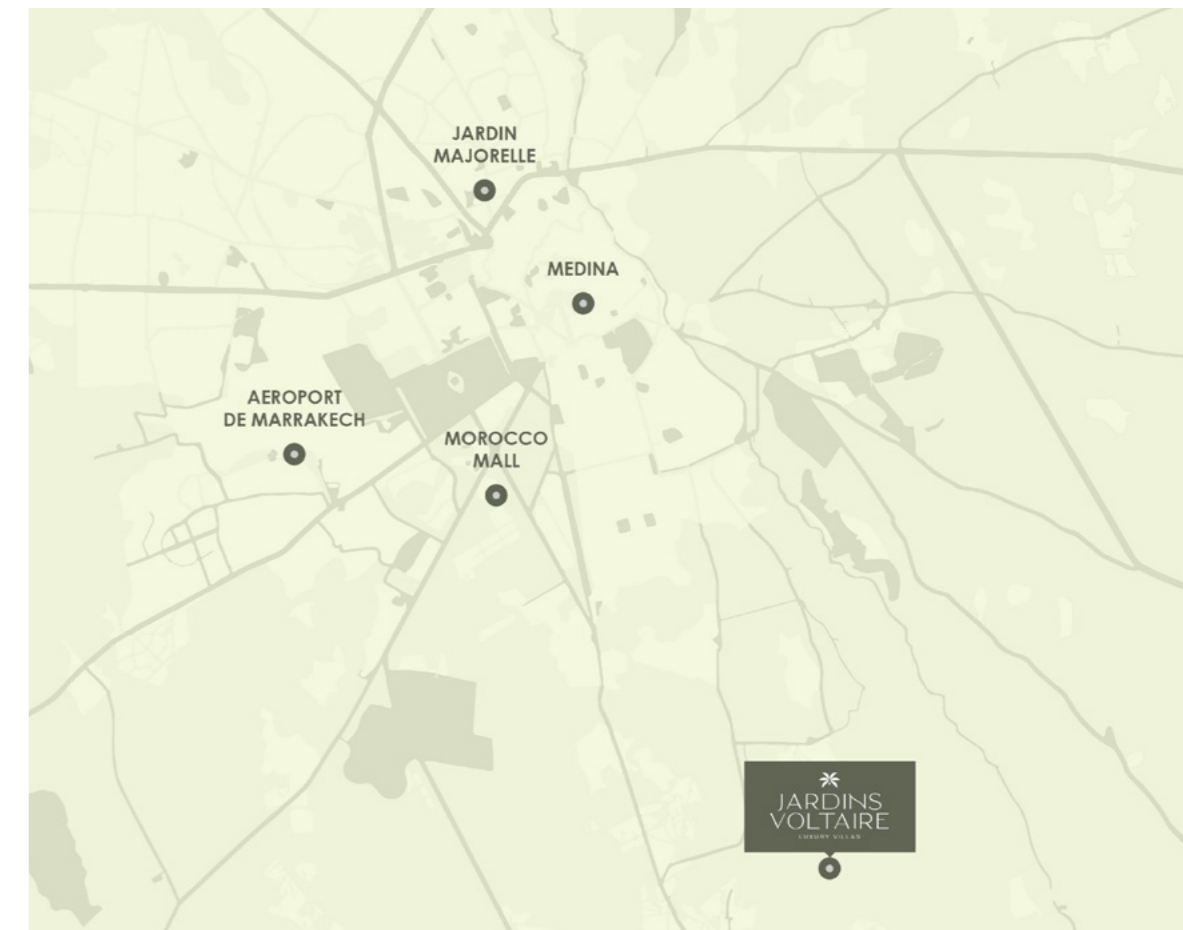 JARDIN
MAJORELLE
MEDINA
AEROPORT
DE MARRAKECH
MOROCCO
MALL
JARDINS
VOLTAIRE
LUXURY VILLAS